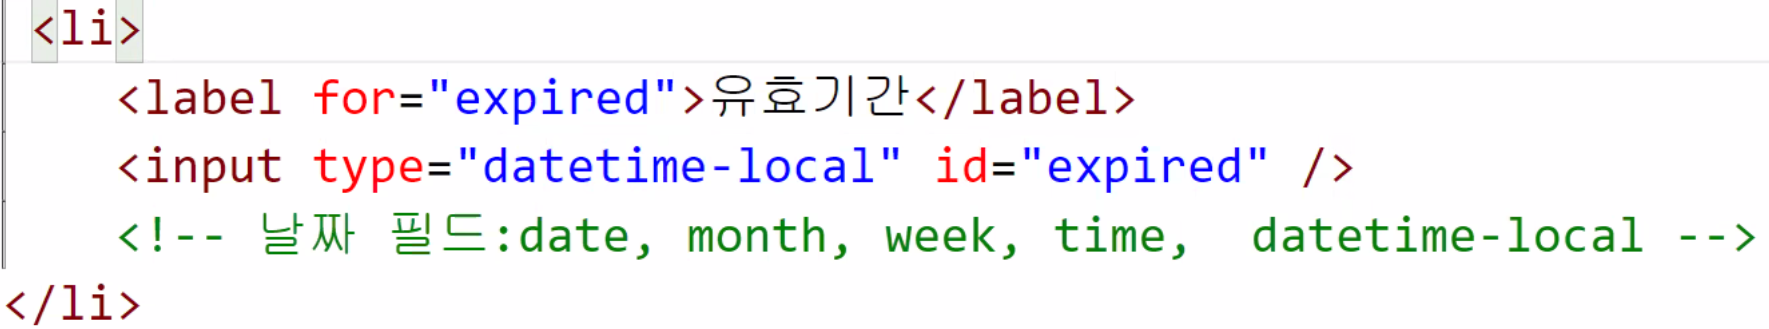 <li>
<label for="expired">유효기간</label>
<input type="datetime-local" id="expired" />
<!-- 날짜 필드:date, month, week, time,  datetime-local -->
</li>